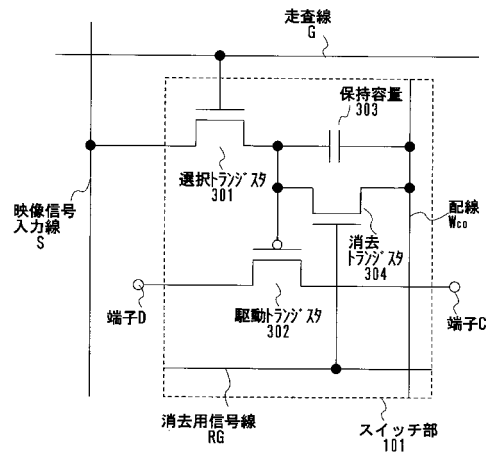 走査線
G
保持容量
303
選択トランジスタ
301
映像信号
入力線
S
配線
Wco
消去
トランジスタ
304
端子D
駆動トランジスタ
302
端子C
消去用信号線
RG
スイッチ部
101